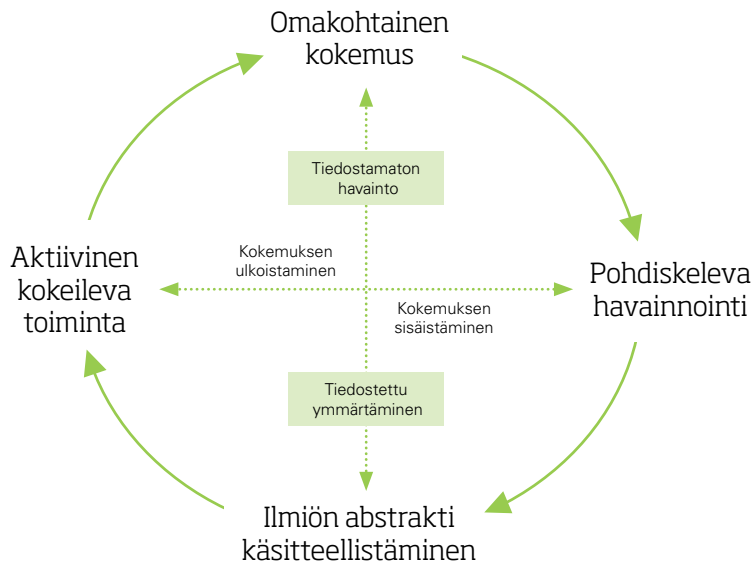 Omakohtainen
kokemus
Tiedostamaton
havainto
Aktiivinen
kokeileva
toiminta
Kokemuksen
ulkoistaminen
Kokemuksen
sisäistäminen
Pohdiskeleva
havainnointi
Tiedostettu
ymmärtäminen
Ilmiön abstrakti
käsitteellistäminen